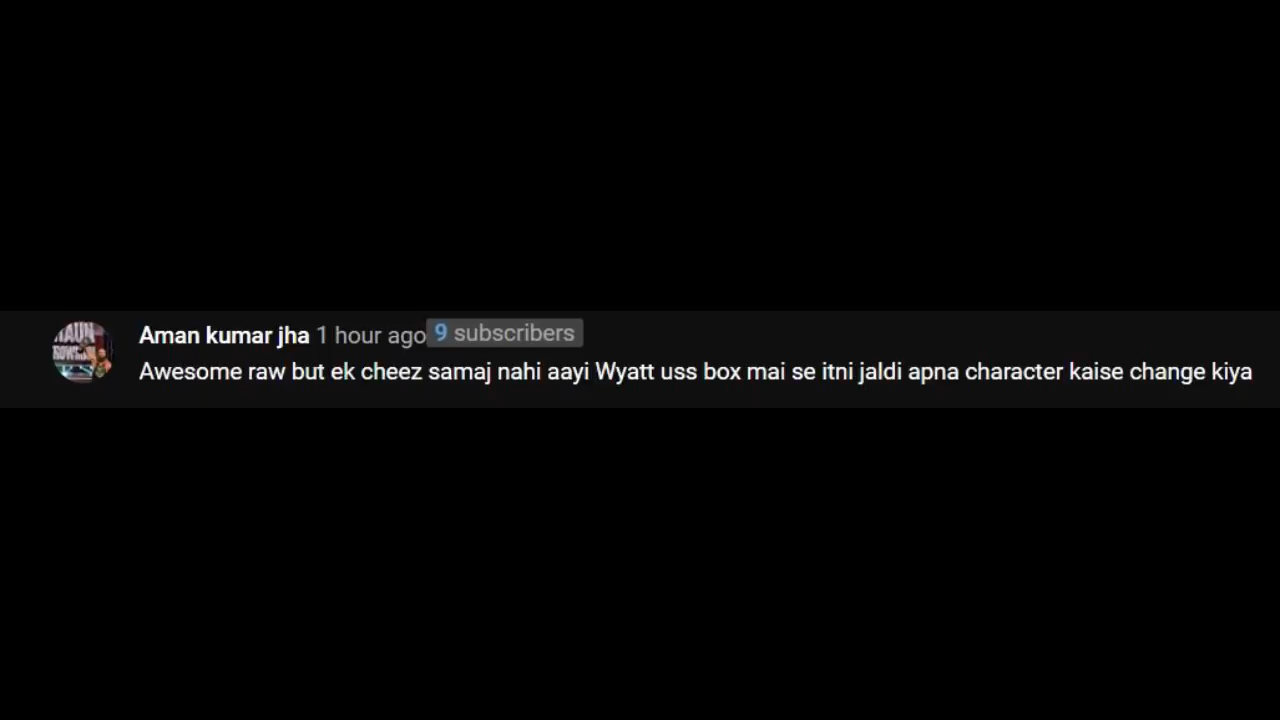 Aman kumar jha 1 hour ago 9 subscribers
Awesome raw but ek cheez samaj nahi aayi Wyatt uss box mai se itni jaldi apna character kaise change kiya